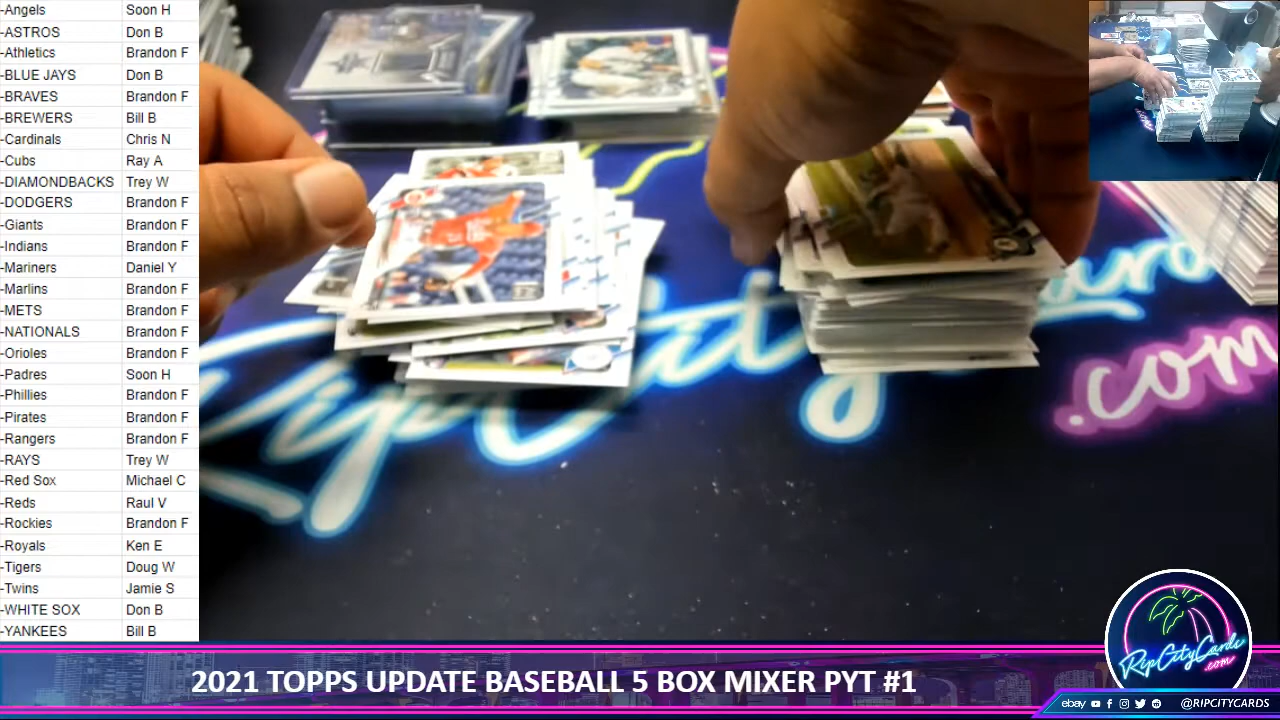 -Angels Soon H
-ASTROS Don B
-Athletics Brandon F
-BLUE JAYS Don B
-BRAVES Brandon F
-BREWERS Bill B
-Cardinals Chris N
-Cubs Ray A
-DIAMONDBACKS Trey W
-DODGERS Brandon F
-Giants Brandon F
-Indians Brandon F
-Mariners Daniel Y
-Marlins Brandon F
-METS Brandon F
-NATIONALS Brandon F
-Orioles Brandon F
-Padres Soon H
-Phillies Brandon F
-Pirates Brandon F
-Rangers Brandon F
-RAYS Trey W
-Red Sox Michael C
-Reds Raul V
-Rockies Brandon F
-Royals Ken E
-Tigers Doug W
-Twins Jamie S
-WHITE SOX Don B
-YANKEES Bill B
RipCityCards
.com
2021 TOPPS UPDATE BASEBALL 5 BOX MIXER PYT #1
RipCityCards
.com
ebay @RIPCITYCARDS